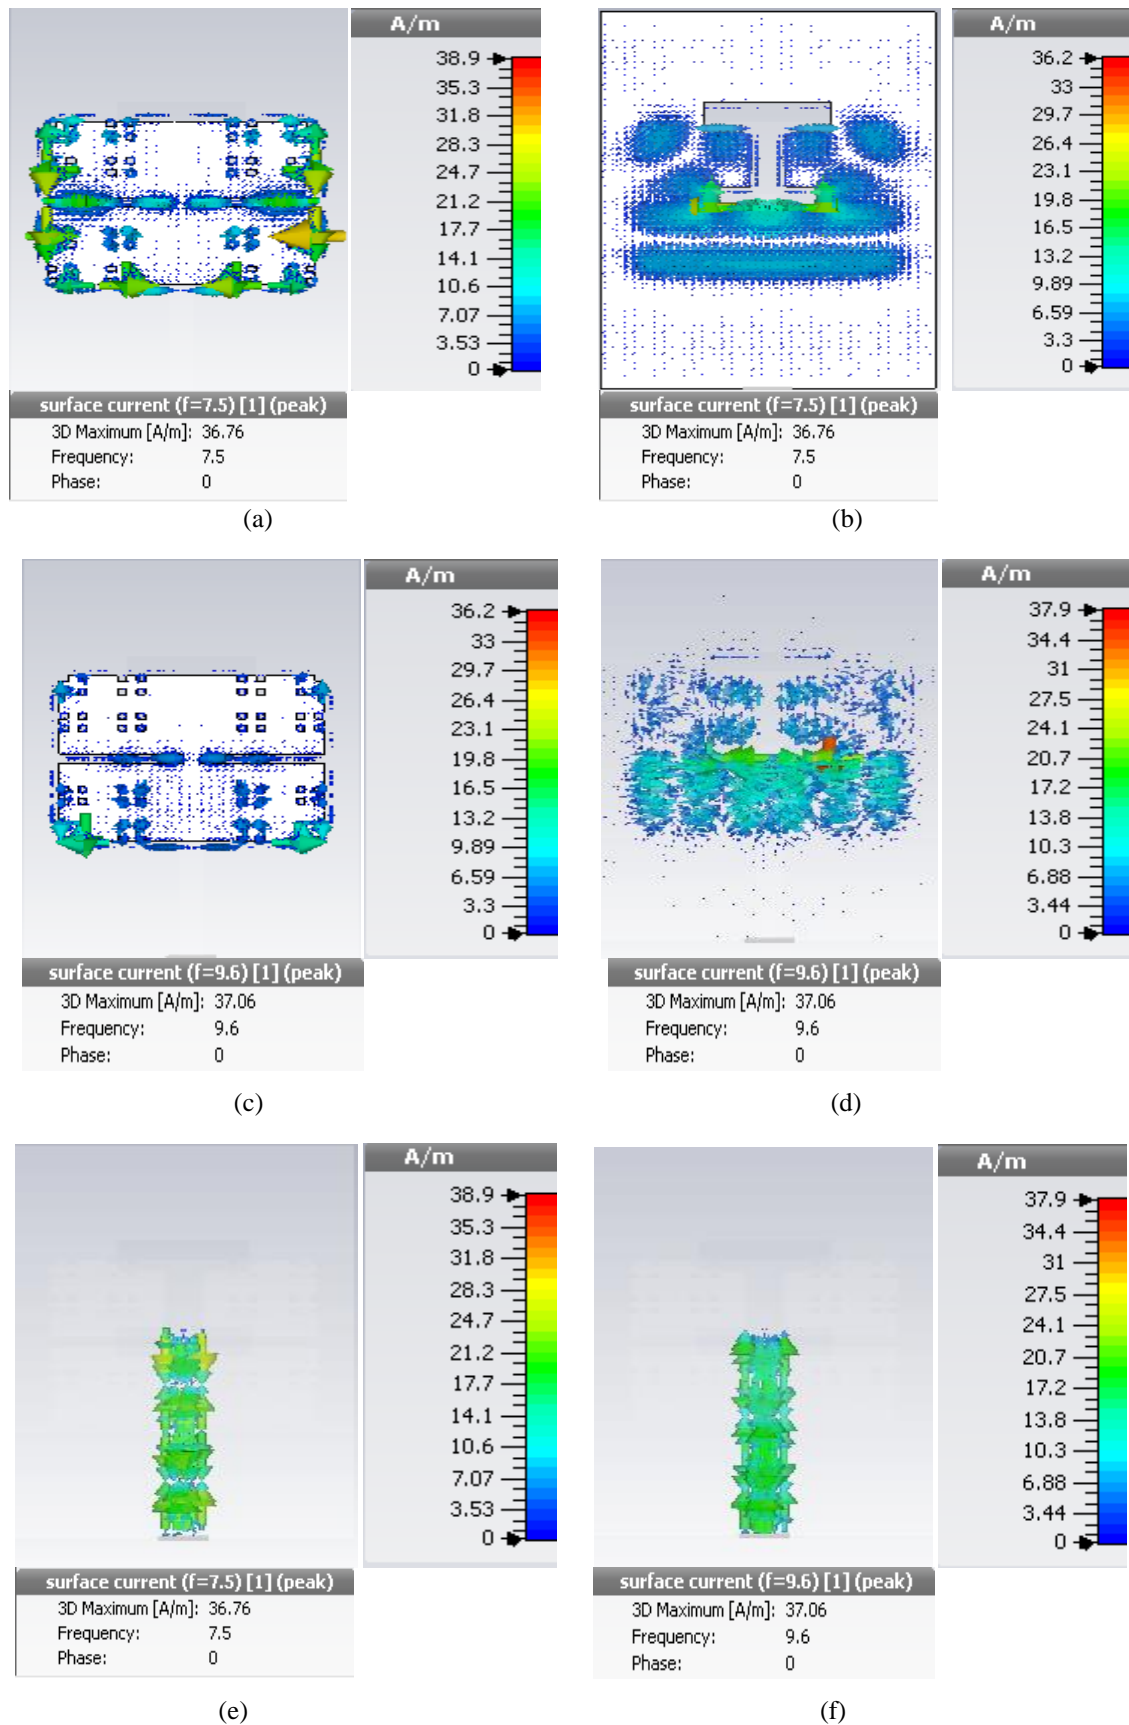 A/m
38.9
35.3
31.8
28.3
24.7
21.2
17.7
14.1
10.6
7.07
3.53
0
surface current (f=7.5) [1] (peak)
3D Maximum [A/m]: 36.76
Frequency: 7.5
Phase: 0
(a)
A/m
36.2
33
29.7
26.4
23.1
19.8
16.5
13.2
9.89
6.59
3.3
0
surface current (f=7.5) [1] (peak)
3D Maximum [A/m]: 36.76
Frequency: 7.5
Phase: 0
(b)
A/m
36.2
33
29.7
26.4
23.1
19.8
16.5
13.2
9.89
6.59
3.3
0
surface current (f=9.6) [1] (peak)
3D Maximum [A/m]: 37.06
Frequency: 9.6
Phase: 0
(c)
A/m
37.9
34.4
31
27.5
24.1
20.7
17.2
13.8
10.3
6.88
3.44
0
surface current (f=9.6) [1] (peak)
3D Maximum [A/m]: 37.06
Frequency: 9.6
Phase: 0
(d)
A/m
38.9
35.3
31.8
28.3
24.7
21.2
17.7
14.1
10.6
7.07
3.53
0
surface current (f=7.5) [1] (peak)
3D Maximum [A/m]: 36.76
Frequency: 7.5
Phase: 0
(e)
A/m
37.9
34.4
31
27.5
24.1
20.7
17.2
13.8
10.3
6.88
3.44
0
surface current (f=9.6) [1] (peak)
3D Maximum [A/m]: 37.06
Frequency: 9.6
Phase: 0
(f)